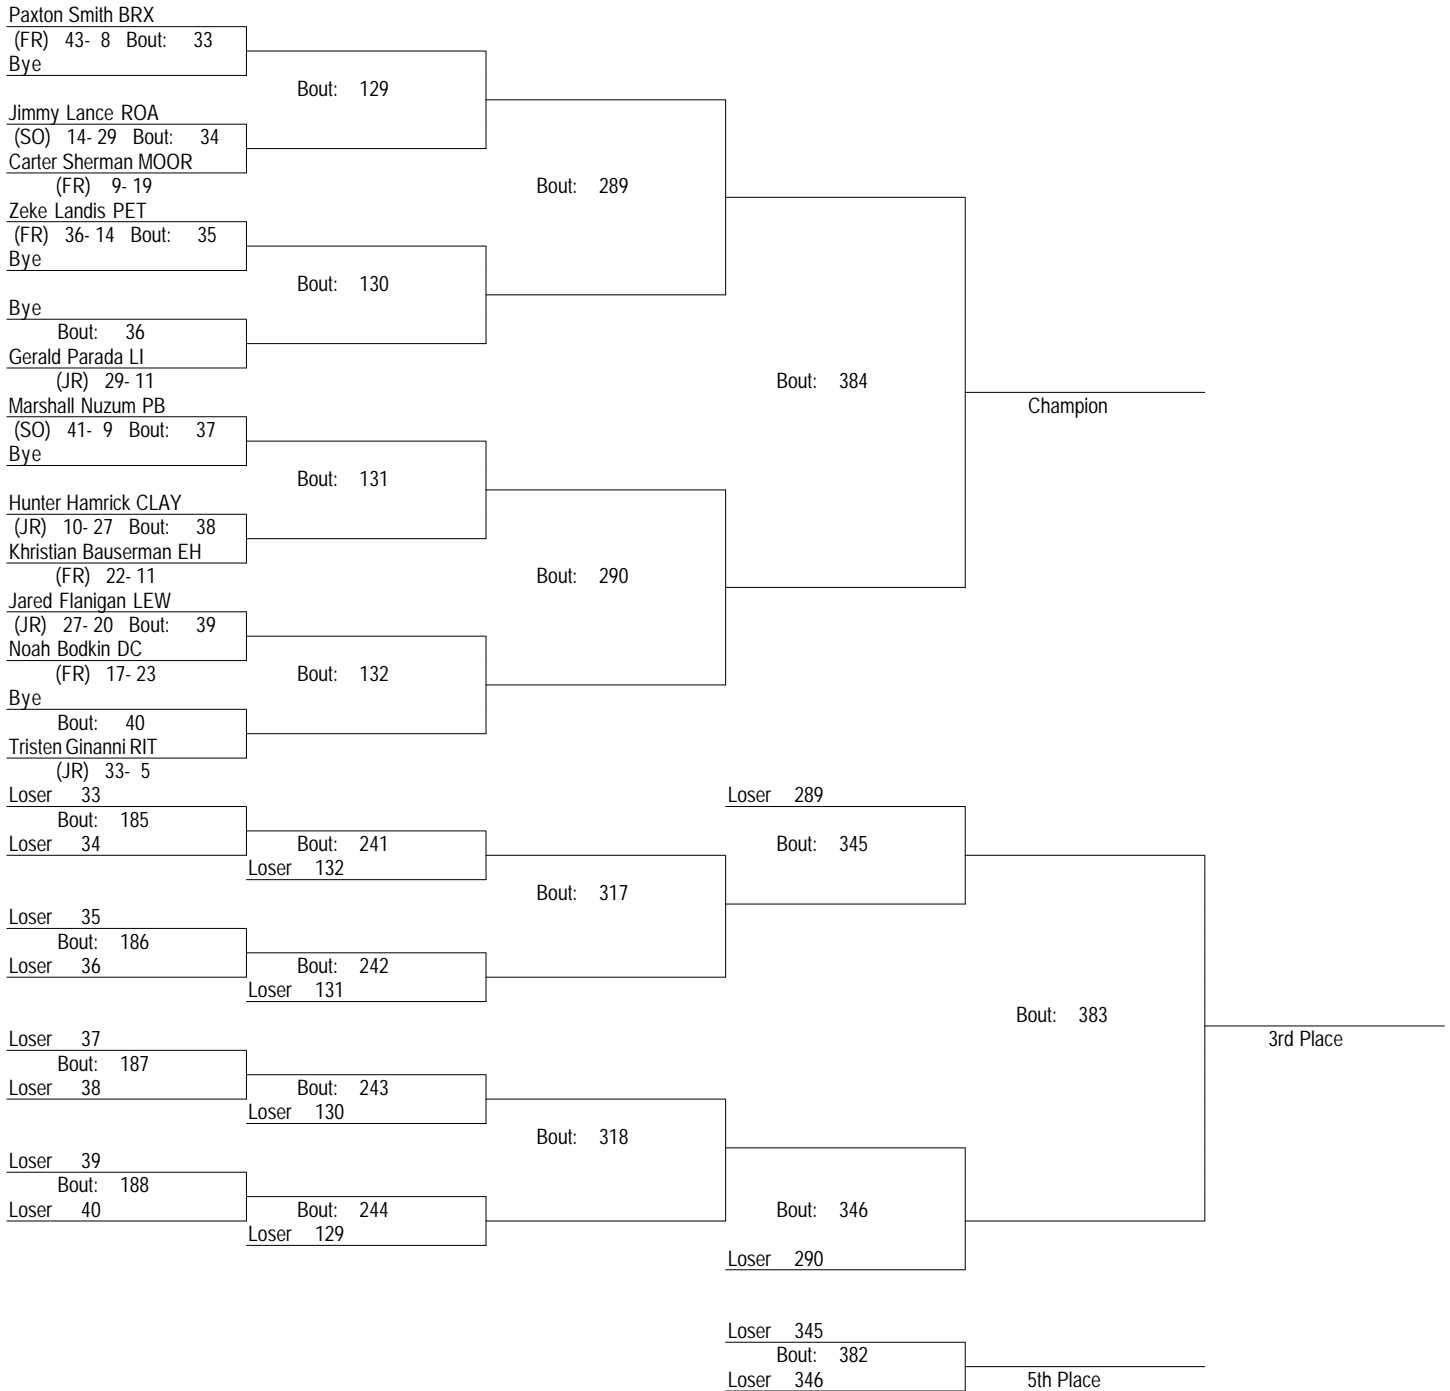 Paxton Smith BRX
(FR) 43- 8 Bout: 33
Bye
Bout: 129
Jimmy Lance ROA
(SO) 14- 29 Bout: 34
Carter Sherman MOOR
(FR) 9- 19
Bout: 289
Zeke Landis PET
(FR) 36- 14 Bout: 35
Bye
Bout: 130
Bye
Bout: 36
Gerald Parada LI
(JR) 29- 11
Bout: 384
Champion
Marshall Nuzum PB
(SO) 41- 9 Bout: 37
Bye
Bout: 131
Hunter Hamrick CLAY
(JR) 10- 27 Bout: 38
Khristian Bauserman EH
(FR) 22- 11
Bout: 290
Jared Flanigan LEW
(JR) 27- 20 Bout: 39
Noah Bodkin DC
(FR) 17- 23
Bout: 132
Bye
Bout: 40
Tristen Ginanni RIT
(JR) 33- 5
Loser 33
Bout: 185
Loser 34
Bout: 241
Loser 132
Loser 289
Bout: 345
Bout: 317
Loser 35
Bout: 186
Loser 36
Bout: 242
Loser 131
Bout: 383
3rd Place
Loser 37
Bout: 187
Loser 38
Bout: 243
Loser 130
Bout: 318
Loser 39
Bout: 188
Loser 40
Bout: 244
Loser 129
Bout: 346
Loser 290
Loser 345
Bout: 382
Loser 346
5th Place